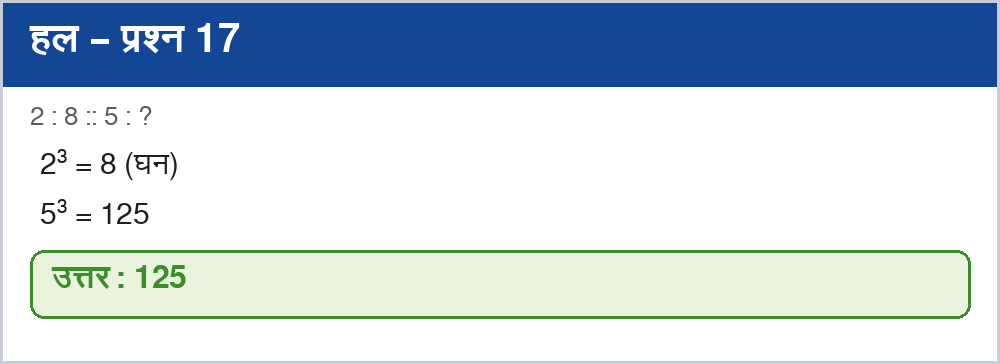 हल – प्रश्न 17
2 : 8 :: 5 : ?
2³ = 8 (घन)
5³ = 125
उत्तर : 125